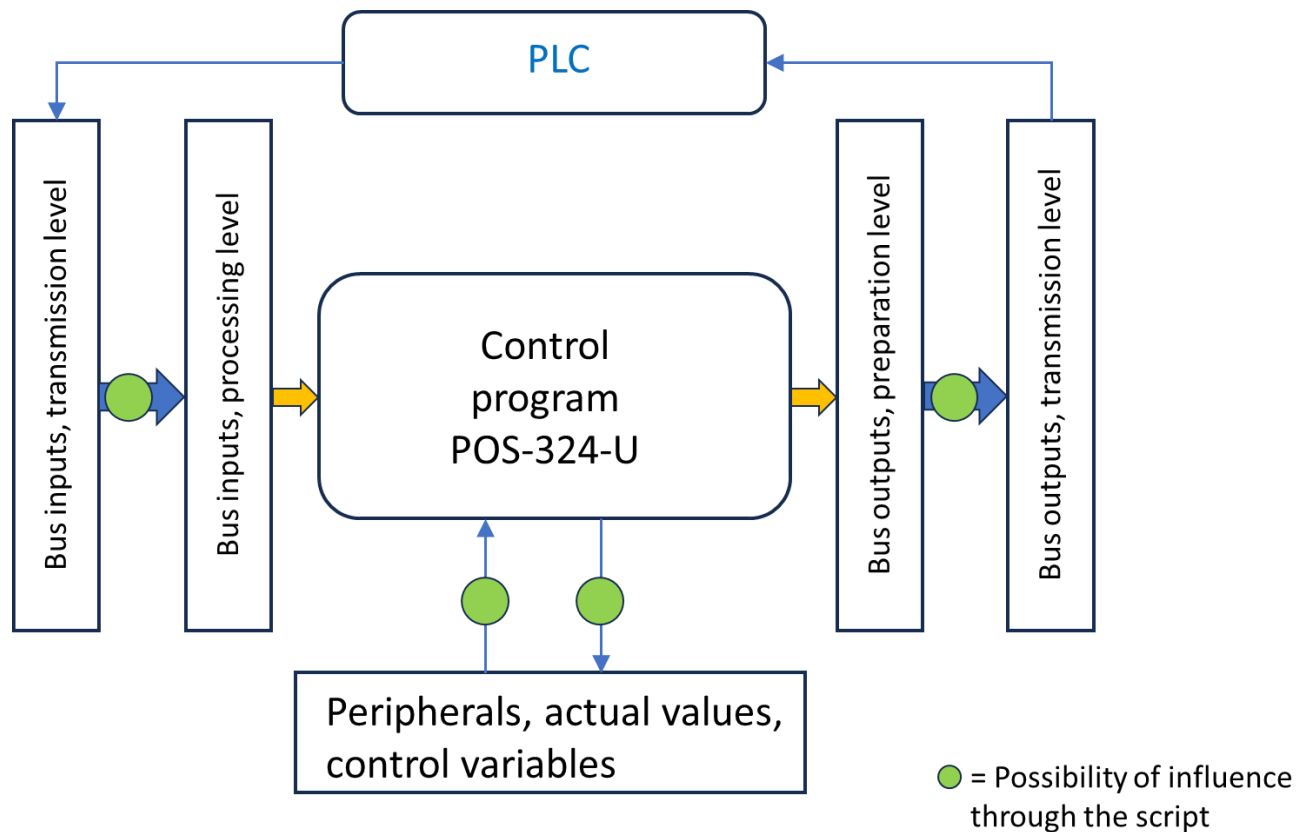 PLC
Bus inputs, transmission level
Bus inputs, processing level
Control
program
POS-324-U
Bus outputs, preparation level
Bus outputs, transmission level
Peripherals, actual values,
control variables
= Possibility of influence
through the script